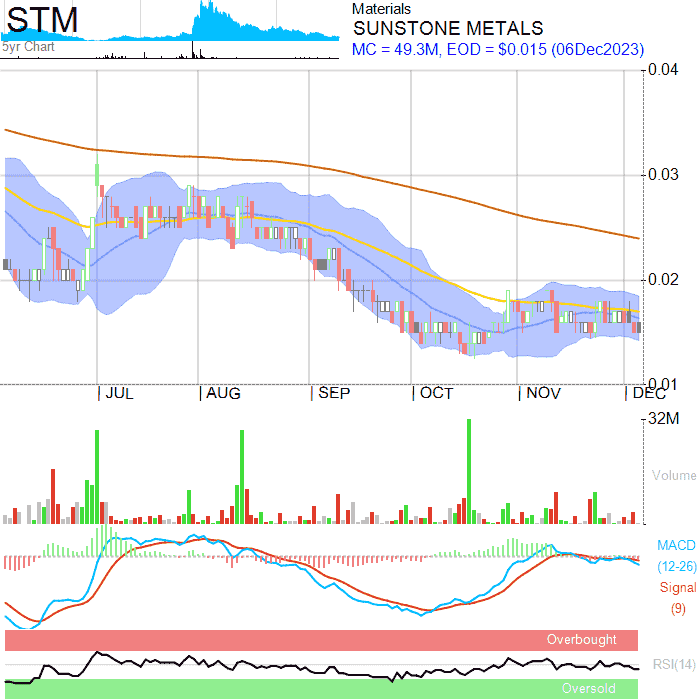 STM
5yr Chart
Materials
SUNSTONE METALS
MC = 49.3M, EOD = $0.015 (06Dec2023)
0.04
0.03
0.02
0.01
JUL
AUG
SEP
OCT
NOV
DEC
32M
Volume
MACD
(12-26)
Signal
(9)
Overbought
RSI(14)
Oversold